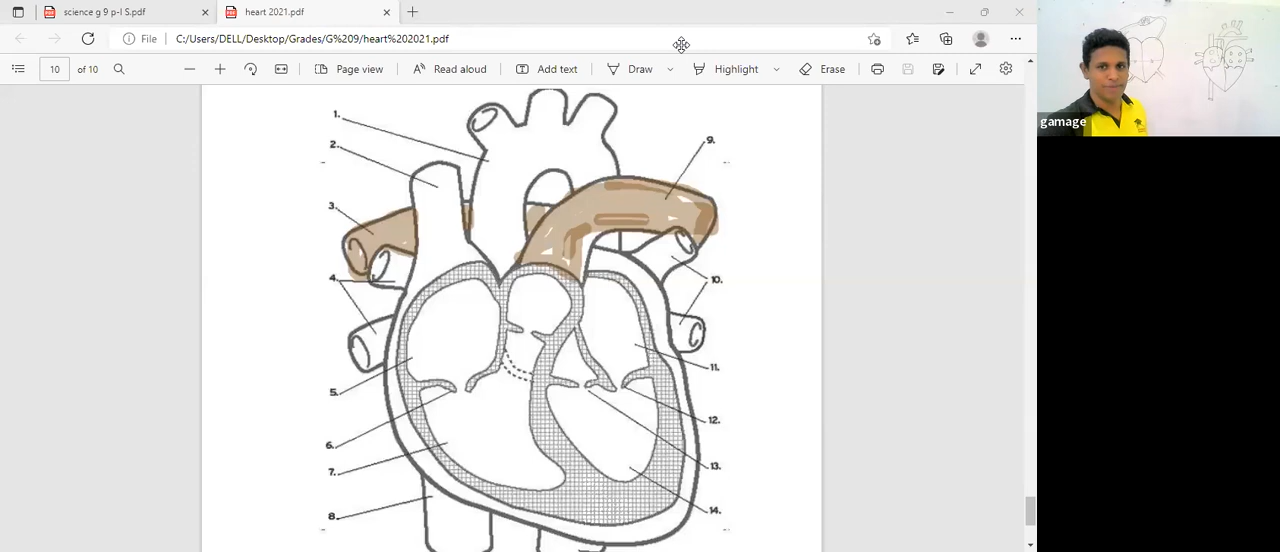 science g 9 p-I S.pdf
heart 2021.pdf
File
C:/Users/DELL/Desktop/Grades/G%209/heart%202021.pdf
10 of 10
Page view
Read aloud
Add text
Draw
Highlight
Erase
gamage
1.
2.
3.
4.
5.
6.
7.
8.
9.
10.
11.
12.
13.
14.